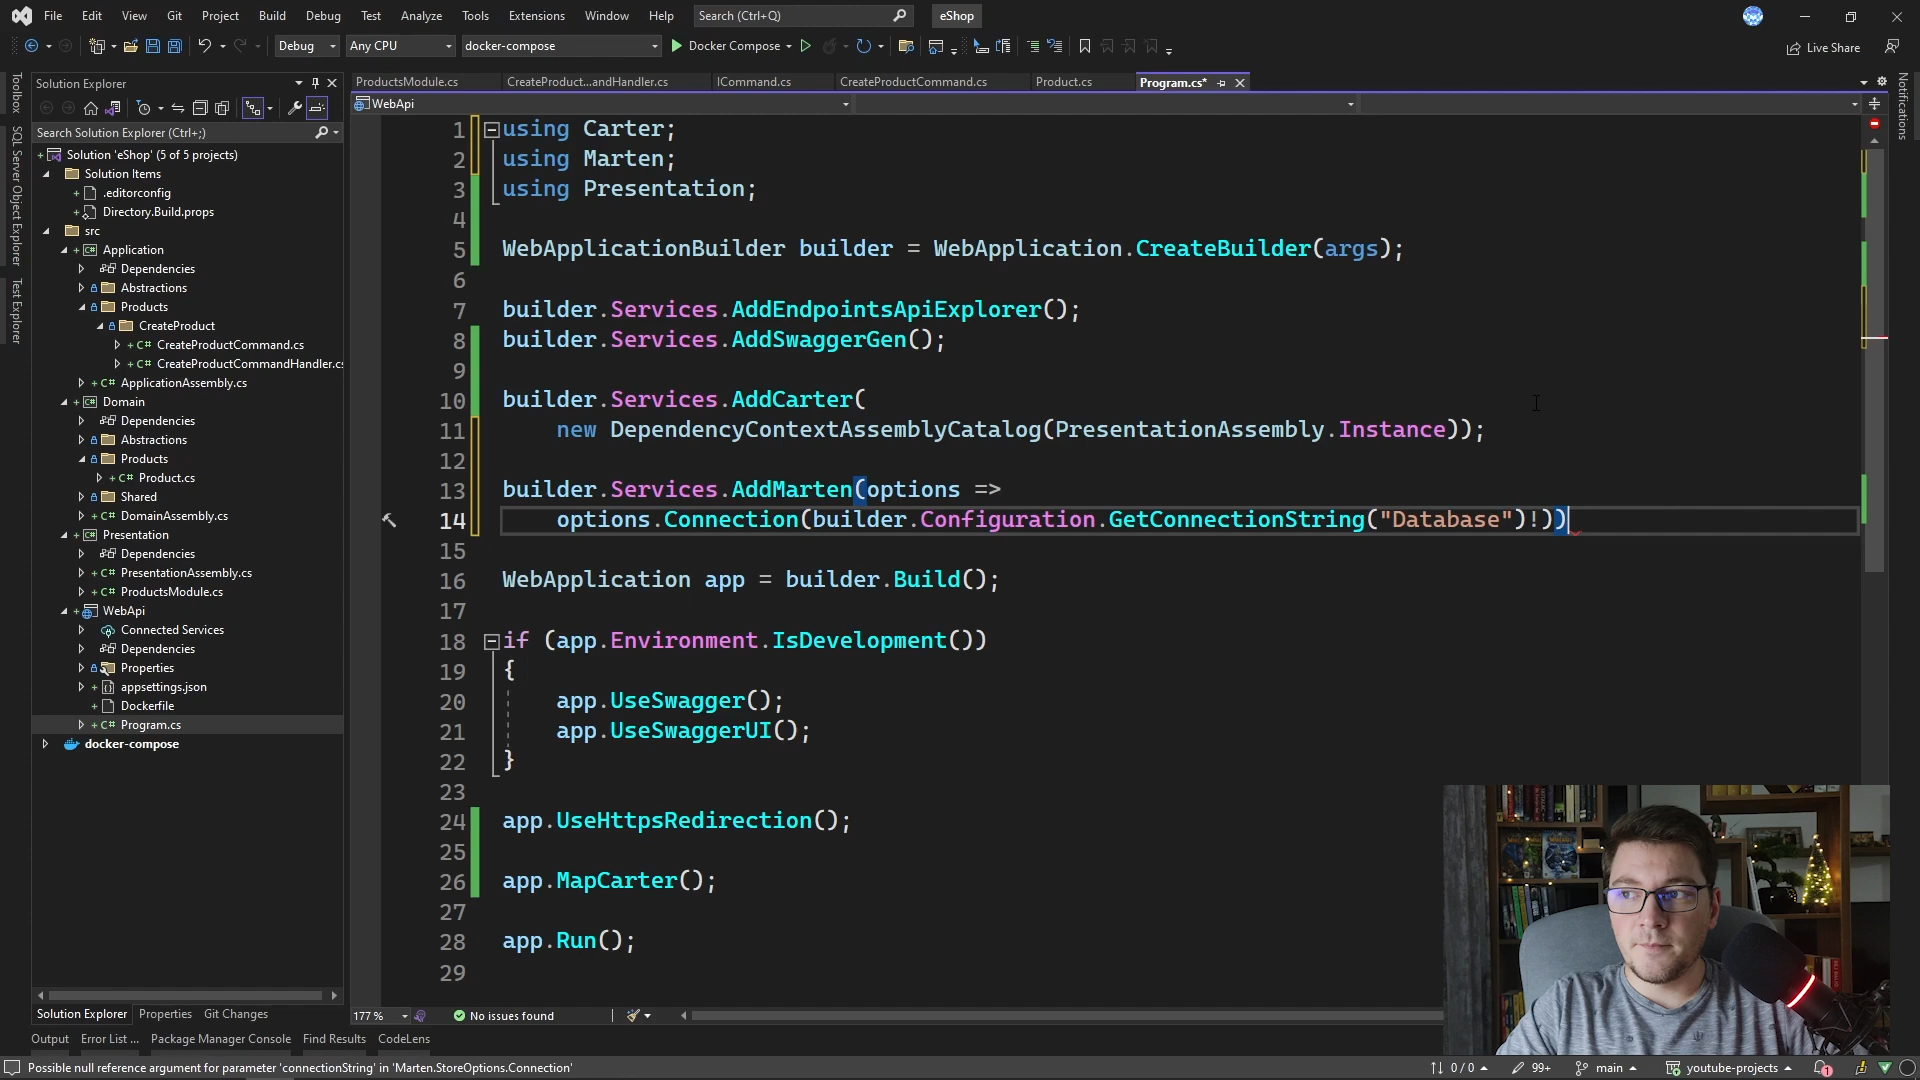 File Edit View Git Project Build Debug Test Analyze Tools Extensions Window Help Search (Ctrl+Q) eShop
Debug Any CPU docker-compose Docker Compose Live Share
Toolbox
SQL Server Object Explorer
Test Explorer
Solution Explorer
Search Solution Explorer (Ctrl+;)
Solution 'eShop' (5 of 5 projects)
Solution Items
.editorconfig
Directory.Build.props
src
Application
Dependencies
Abstractions
Products
CreateProduct
C# CreateProductCommand.cs
C# CreateProductCommandHandler.cs
C# ApplicationAssembly.cs
C# Domain
Dependencies
Abstractions
Products
C# Product.cs
Shared
C# DomainAssembly.cs
C# Presentation
Dependencies
C# PresentationAssembly.cs
C# ProductsModule.cs
WebApi
Connected Services
Dependencies
Properties
appsettings.json
Dockerfile
C# Program.cs
docker-compose
Solution Explorer Properties Git Changes
ProductsModule.cs CreateProduct...andHandler.cs ICommand.cs CreateProductCommand.cs Product.cs Program.cs*
WebApi
1 using Carter;
2 using Marten;
3 using Presentation;
4
5 WebApplicationBuilder builder = WebApplication.CreateBuilder(args);
6
7 builder.Services.AddEndpointsApiExplorer();
8 builder.Services.AddSwaggerGen();
9
10 builder.Services.AddCarter(
11 new DependencyContextAssemblyCatalog(PresentationAssembly.Instance));
12
13 builder.Services.AddMarten(options =>
14 options.Connection(builder.Configuration.GetConnectionString("Database")!))
15
16 WebApplication app = builder.Build();
17
18 if (app.Environment.IsDevelopment())
19 {
20 app.UseSwagger();
21 app.UseSwaggerUI();
22 }
23
24 app.UseHttpsRedirection();
25
26 app.MapCarter();
27
28 app.Run();
29
177 % No issues found
Notifications
Output Error List ... Package Manager Console Find Results CodeLens
Possible null reference argument for parameter 'connectionString' in 'Marten.StoreOptions.Connection' 0 / 0 99+ main youtube-projects 1